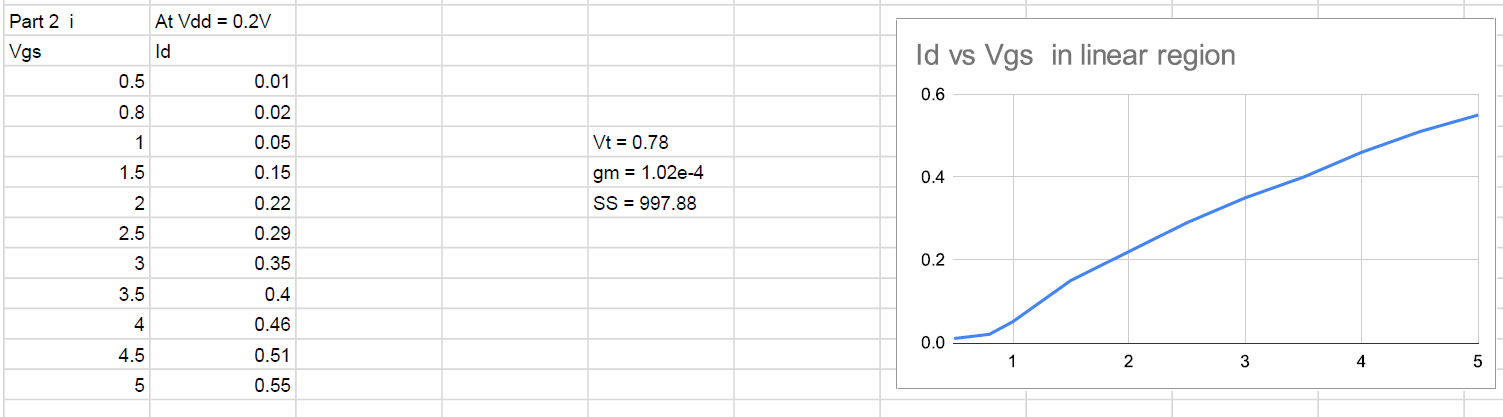 Part 2 i At Vdd = 0.2V
Vgs Id
0.5 0.01
0.8 0.02
1 0.05
1.5 0.15
2 0.22
2.5 0.29
3 0.35
3.5 0.4
4 0.46
4.5 0.51
5 0.55
Vt = 0.78
gm = 1.02e-4
SS = 997.88
Id vs Vgs in linear region
0.6
0.4
0.2
0.0
1 2 3 4 5